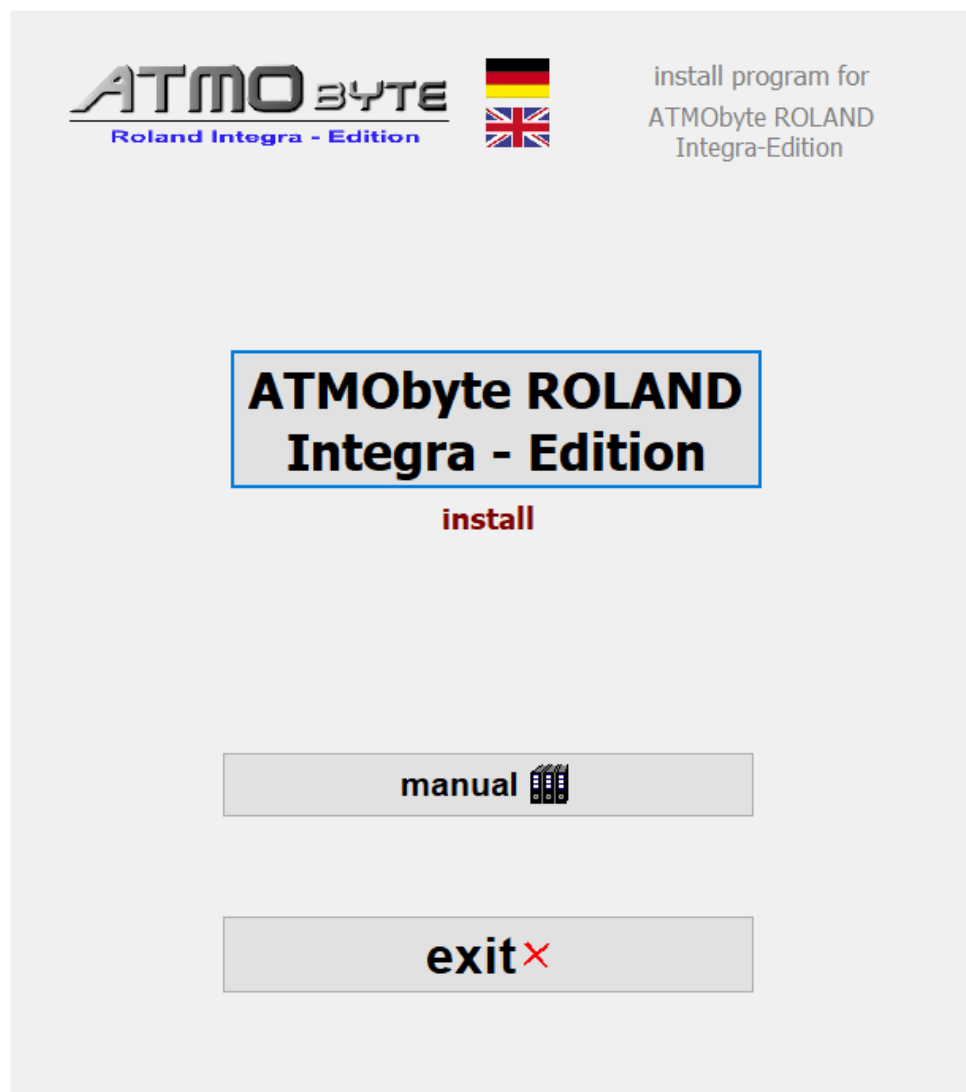 ATMO BYTE
Roland Integra - Edition
install program for
ATMObyte ROLAND
Integra-Edition
ATMObyte ROLAND
Integra - Edition
install
manual
exit